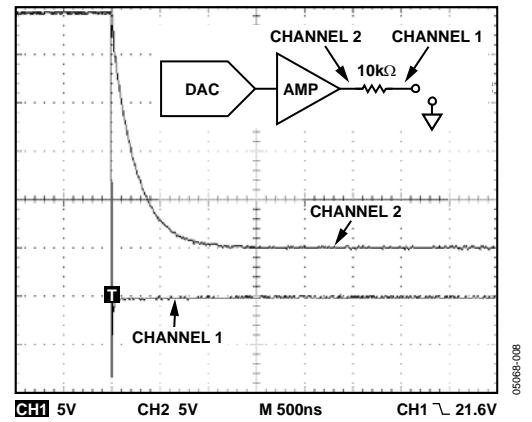 CHANNEL 2 CHANNEL 1
10kΩ
DAC AMP
CHANNEL 2
T
CHANNEL 1
05068-008
CH1 5V CH2 5V M 500ns CH1 21.6V